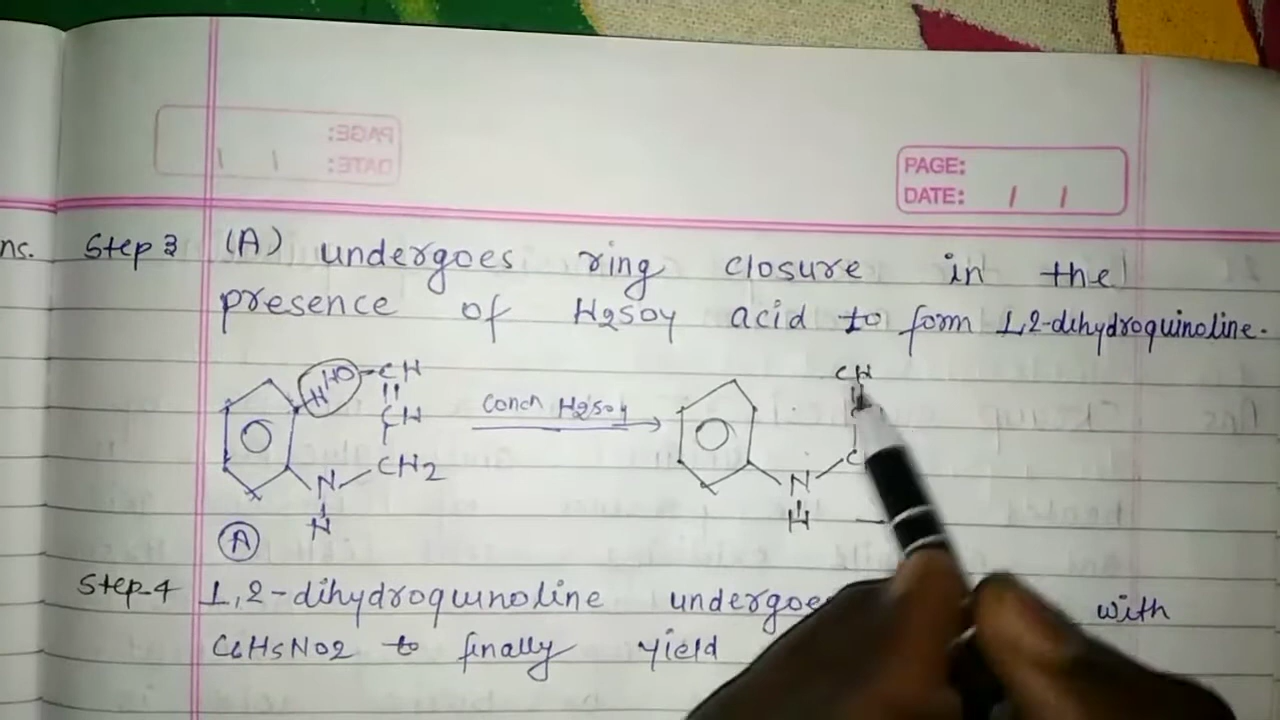 PAGE:
DATE: / /
ns. Step 3 (A) undergoes ring closure in the
presence of H2SO4 acid to form 1,2-dihydroquinoline.
H HO CH
CH
CH2
N
N
A
Conc. H2SO4
CH
C
N
H
Step-4 1,2-dihydroquinoline with
C6H5NO2 to finally yield